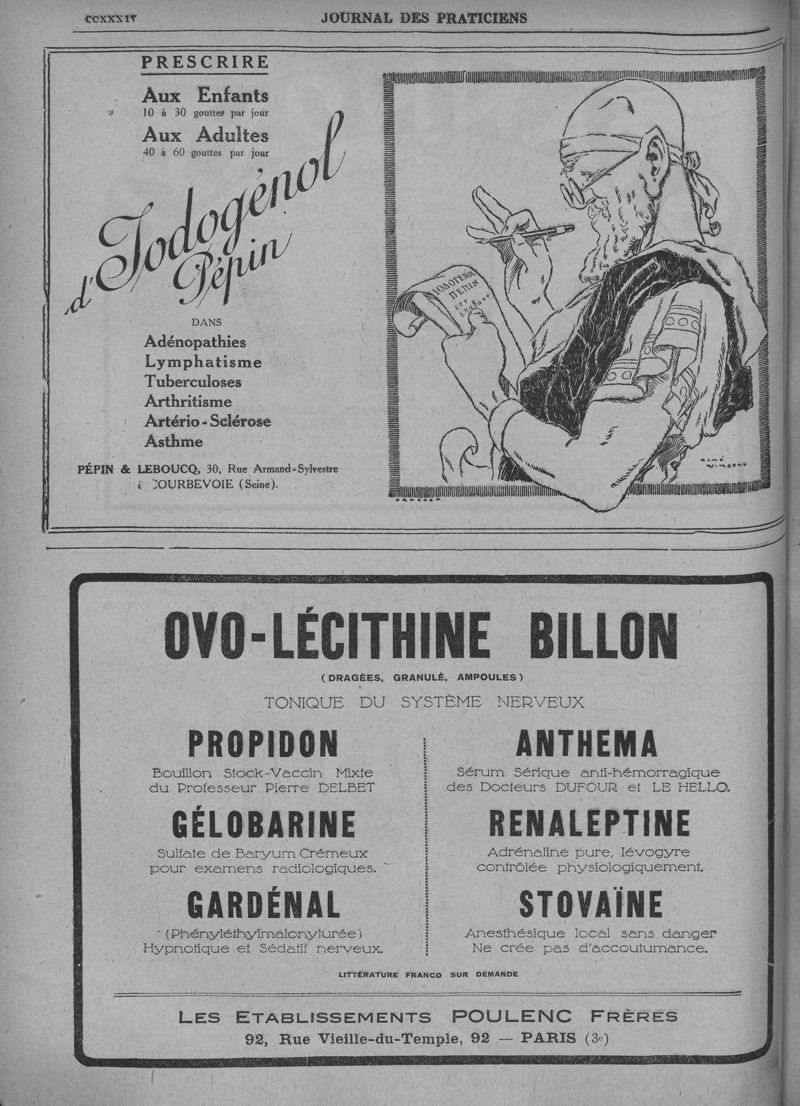 CCXXXIV
JOURNAL DES PRATICIENS
PRESCRIRE
Aux Enfants
10 à 30 gouttes par jour
Aux Adultes
40 à 60 gouttes par jour
d'Iodogénol
Pépin
DANS
Adénopathies
Lymphatisme
Tuberculoses
Arthritisme
Artério-Sclérose
Asthme
PÉPIN & LEBOUCQ, 30, Rue Armand-Sylvestre
à COURBEVOIE (Seine).
ΙΟΔΟΓΕΝΟΛ
ΠΕΠΙΝ
RENÉ
VINCENT
OVO-LÉCITHINE BILLON
(DRAGÉES, GRANULÉ, AMPOULES)
TONIQUE DU SYSTÈME NERVEUX
PROPIDON
Bouillon Stock-Vaccin Mixte
du Professeur Pierre DELBET
GÉLOBARINE
Sulfate de Baryum Crémeux
pour examens radiologiques.
GARDÉNAL
(Phényléthylmalonylurée)
Hypnotique et Sédatif nerveux.
ANTHEMA
Sérum Sérique anti-hémorragique
des Docteurs DUFOUR et LE HELLO.
RENALEPTINE
Adrénaline pure, lévogyre
contrôlée physiologiquement.
STOVAÏNE
Anesthésique local sans danger
Ne crée pas d'accoutumance.
LITTÉRATURE FRANCO SUR DEMANDE
LES ETABLISSEMENTS POULENC FRÈRES
92, Rue Vieille-du-Temple, 92 — PARIS (3e)